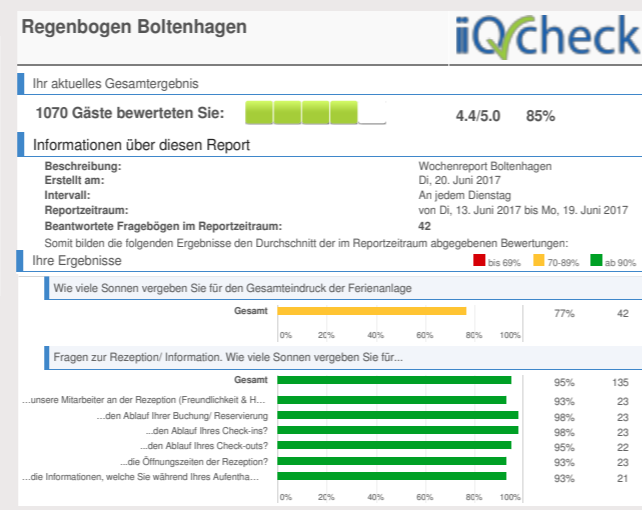 Regenbogen Boltenhagen
iQcheck
Ihr aktuelles Gesamtergebnis
1070 Gäste bewerteten Sie: 4.4/5.0 85%
Informationen über diesen Report
Beschreibung: Wochenreport Boltenhagen
Erstellt am: Di, 20. Juni 2017
Intervall: An jedem Dienstag
Reportzeitraum: von Di, 13. Juni 2017 bis Mo, 19. Juni 2017
Beantwortete Fragebögen im Reportzeitraum: 42
Somit bilden die folgenden Ergebnisse den Durchschnitt der im Reportzeitraum abgegebenen Bewertungen:
Ihre Ergebnisse bis 69% 70-89% ab 90%
Wie viele Sonnen vergeben Sie für den Gesamteindruck der Ferienanlage
Gesamt 77% 42
0% 20% 40% 60% 80% 100%
Fragen zur Rezeption/ Information. Wie viele Sonnen vergeben Sie für...
Gesamt 95% 135
...unsere Mitarbeiter an der Rezeption (Freundlichkeit & H... 93% 23
...den Ablauf Ihrer Buchung/ Reservierung 98% 23
...den Ablauf Ihres Check-ins? 98% 23
...den Ablauf Ihres Check-outs? 95% 22
...die Öffnungszeiten der Rezeption? 93% 23
...die Informationen, welche Sie während Ihres Aufentha... 93% 21
0% 20% 40% 60% 80% 100%